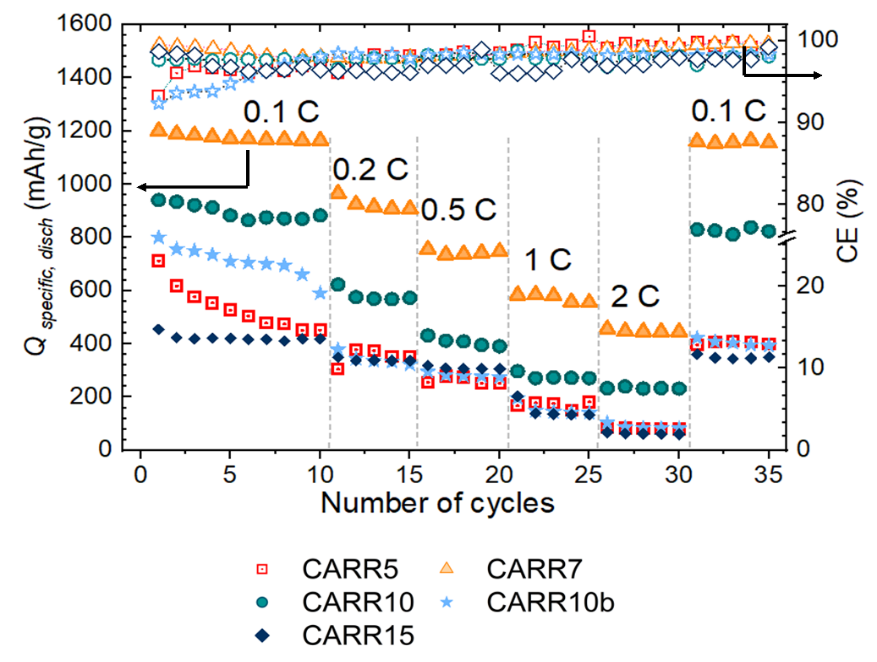 1600
1400
1200
1000
800
600
400
200
0
Q specific, disch (mAh/g)
0.1 C
0.2 C
0.5 C
1 C
2 C
0.1 C
100
90
80
20
10
0
CE (%)
0
5
10
15
20
25
30
35
Number of cycles
CARR5
CARR7
CARR10
CARR10b
CARR15